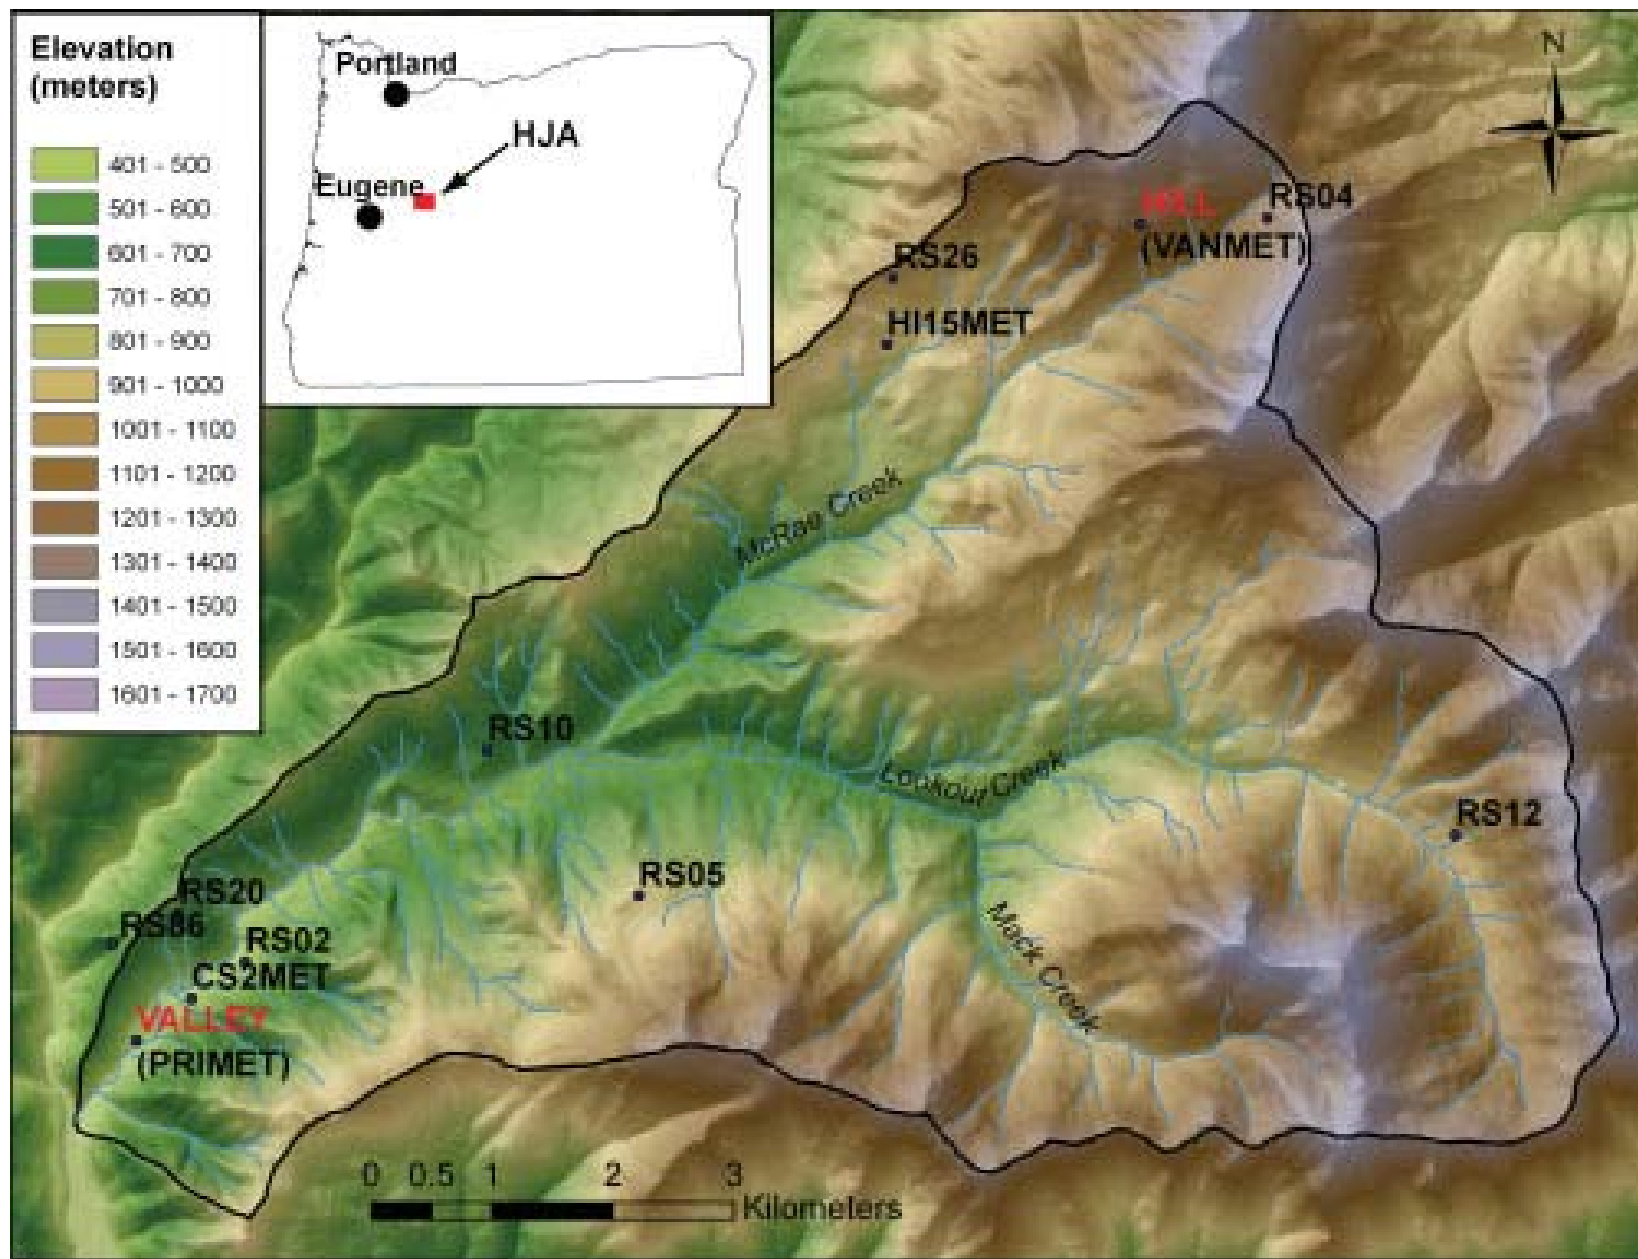 Elevation
(meters)
401 - 500
501 - 600
601 - 700
701 - 800
801 - 900
901 - 1000
1001 - 1100
1101 - 1200
1201 - 1300
1301 - 1400
1401 - 1500
1501 - 1600
1601 - 1700
Portland
HJA
Eugene
N
HILL
RS04
(VANMET)
RS26
HI15MET
McRae Creek
RS10
Lookout Creek
RS12
RS05
RS20
RS86
RS02
CS2MET
Mack Creek
VALLEY
(PRIMET)
0 0.5 1 2 3
Kilometers